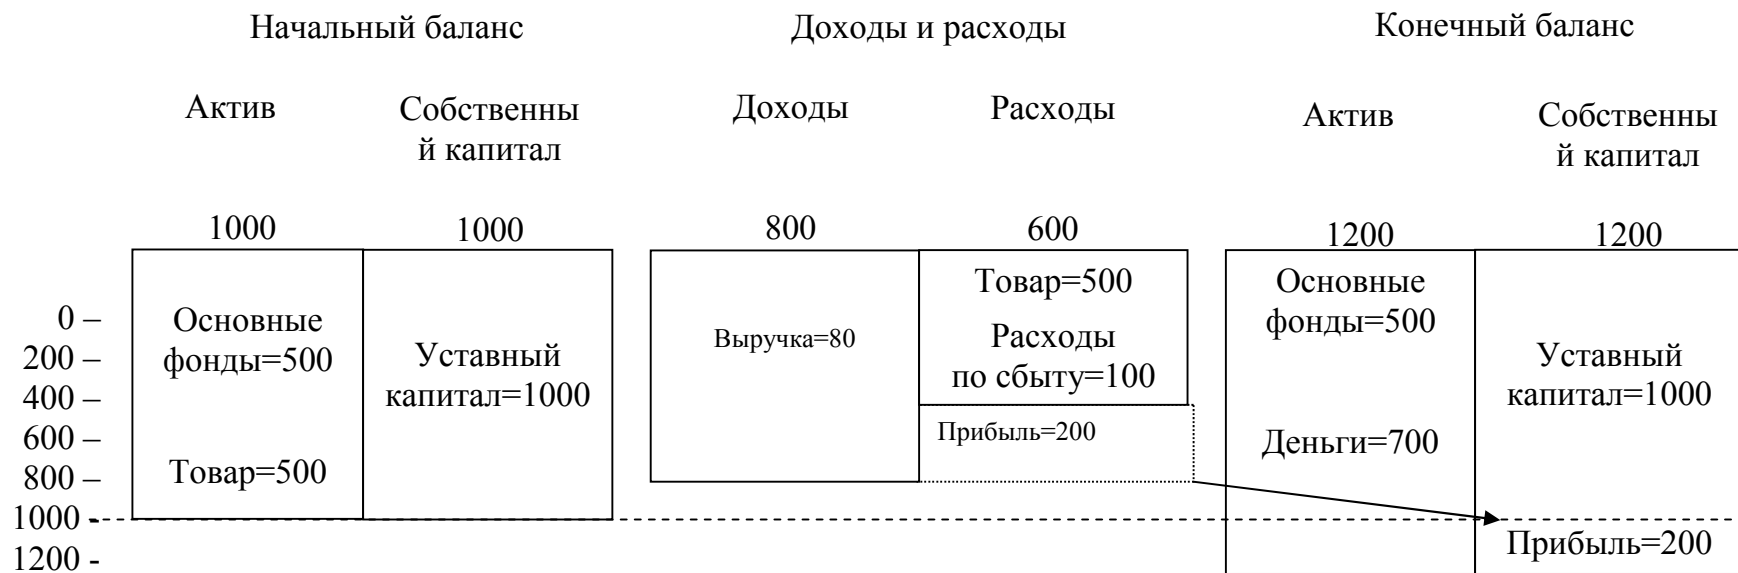 Начальный баланс
Доходы и расходы
Конечный баланс
Актив
Собственны
й капитал
Доходы
Расходы
Актив
Собственны
й капитал
1000
1000
800
600
1200
1200
0 –
200 –
400 –
600 –
800 –
1000 -
1200 -
Основные
фонды=500
Товар=500
Уставный
капитал=1000
Выручка=80
Товар=500
Расходы
по сбыту=100
Прибыль=200
Основные
фонды=500
Деньги=700
Уставный
капитал=1000
Прибыль=200